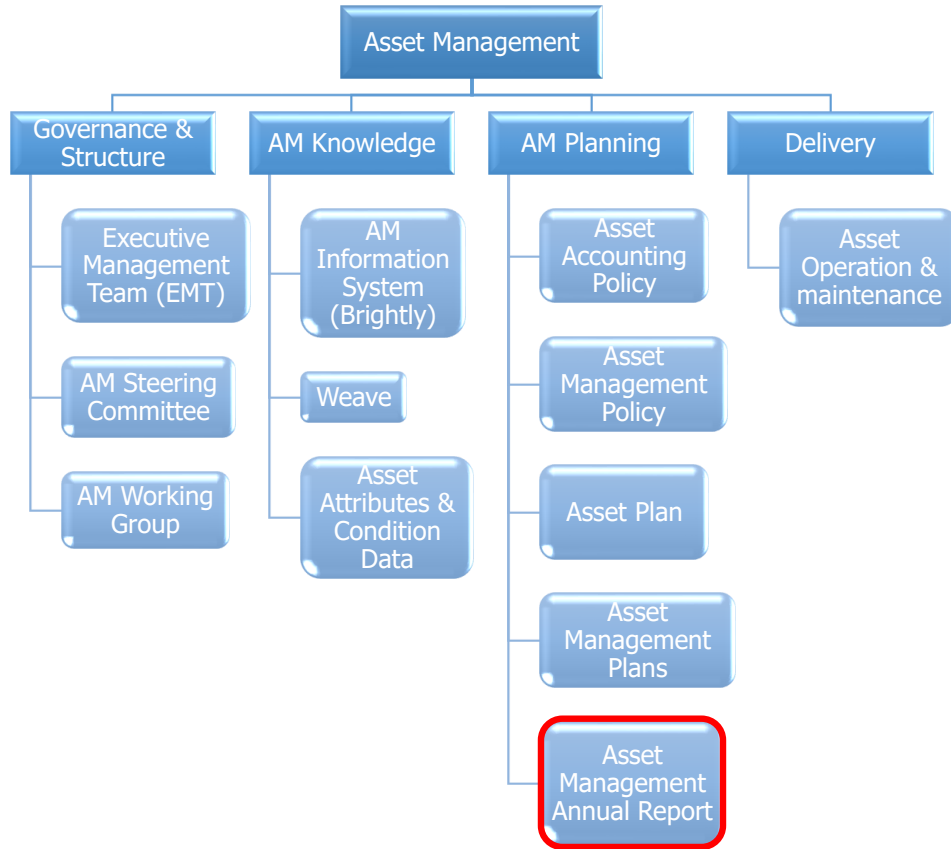 Asset Management
Governance &
Structure
Executive
Management
Team (EMT)
AM Steering
Committee
AM Working
Group
AM Knowledge
AM
Information
System
(Brightly)
Weave
Asset
Attributes &
Condition
Data
AM Planning
Asset
Accounting
Policy
Asset
Management
Policy
Asset Plan
Asset
Management
Plans
Asset
Management
Annual Report
Delivery
Asset
Operation &
maintenance